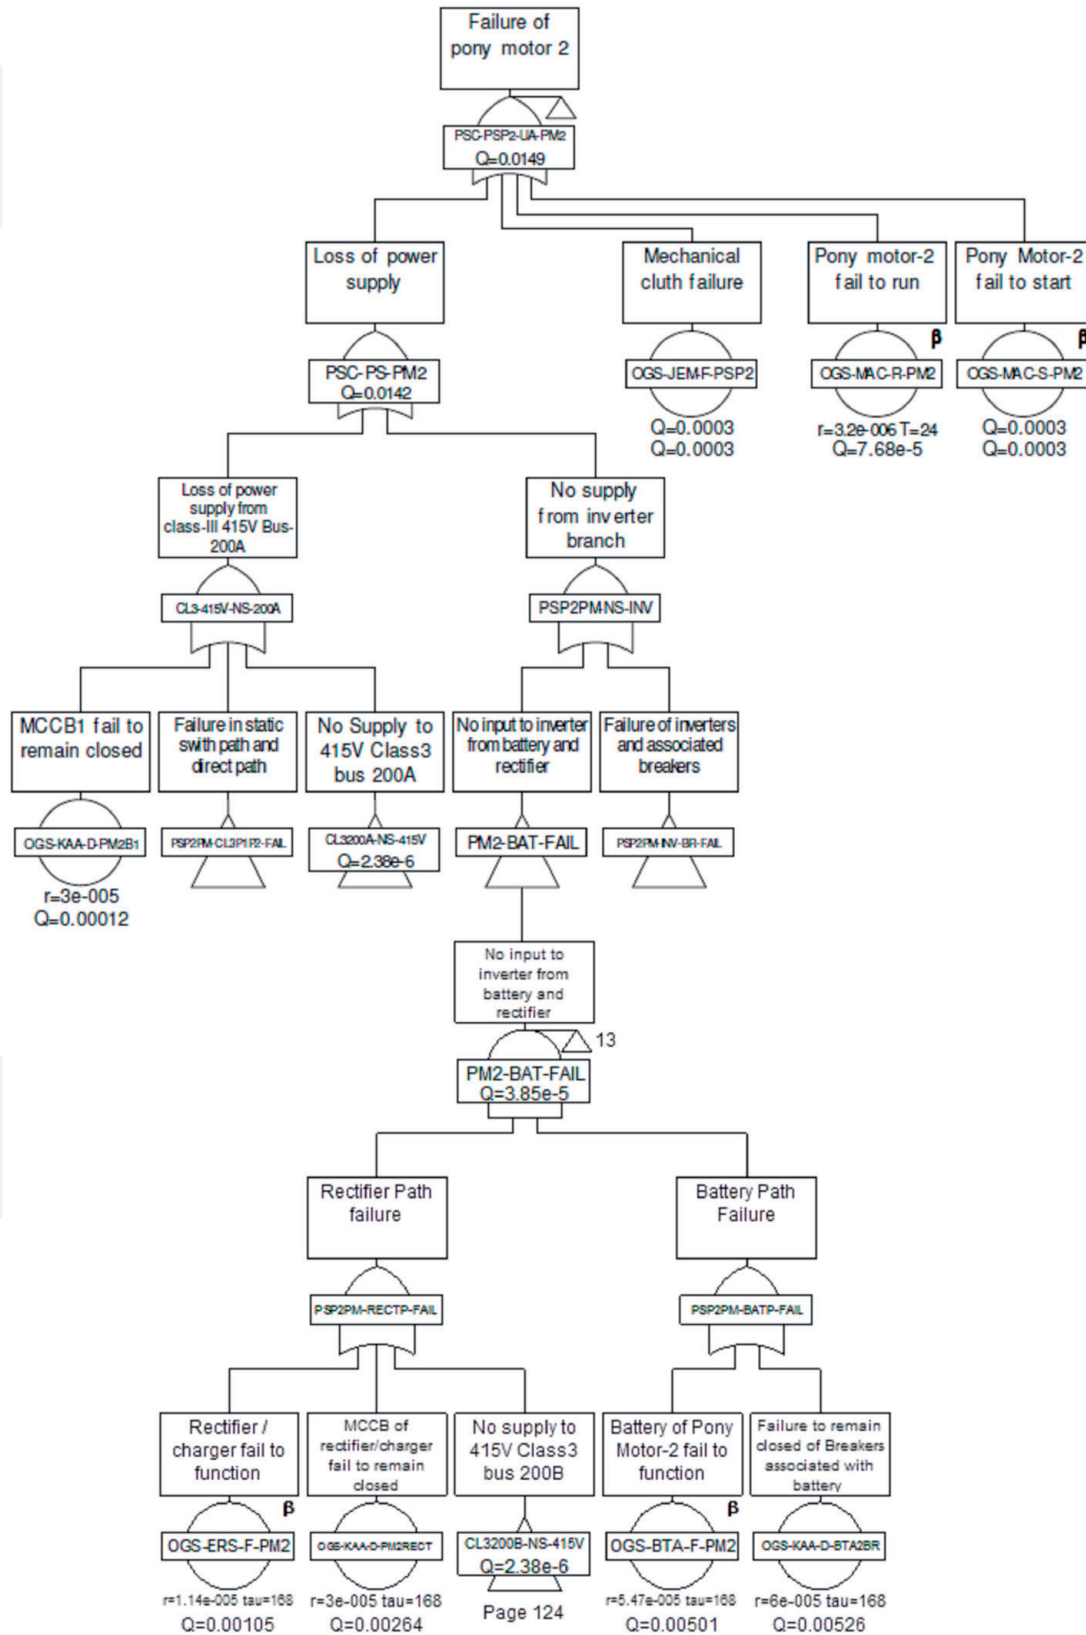 Failure of
pony motor 2
PSC-PSP2-UA-PM2
Q=0.0149
Loss of power
supply
Mechanical
cluth failure
Pony motor-2
fail to run
Pony Motor-2
fail to start
PSC-PS-PM2
Q=0.0142
OGS-JEM-F-PSP2
Q=0.0003
Q=0.0003
β
OGS-MAC-R-PM2
r=3.2e-006 T=24
Q=7.68e-5
β
OGS-MAC-S-PM2
Q=0.0003
Q=0.0003
Loss of power
supply from
class-III 415V Bus-
200A
No supply
from inverter
branch
CL3-415V-NS-200A
PSP2PM-NS-INV
MCCB1 fail to
remain closed
Failure in static
swith path and
direct path
No Supply to
415V Class3
bus 200A
No input to inverter
from battery and
rectifier
Failure of inverters
and associated
breakers
OGS-KAA-D-PM2B1
r=3e-005
Q=0.00012
PSP2PM-CL3P1P2-FAIL
CL3200A-NS-415V
Q=2.38e-6
PM2-BAT-FAIL
PSP2PM-INV-BR-FAIL
No input to
inverter from
battery and
rectifier
13
PM2-BAT-FAIL
Q=3.85e-5
Rectifier Path
failure
Battery Path
Failure
PSP2PM-RECTP-FAIL
PSP2PM-BATP-FAIL
Rectifier /
charger fail to
function
MCCB of
rectifier/charger
fail to remain
closed
No supply to
415V Class3
bus 200B
Battery of Pony
Motor-2 fail to
function
Failure to remain
closed of Breakers
associated with
battery
β
OGS-ERS-F-PM2
r=1.14e-005 tau=168
Q=0.00105
OGS-KAA-D-PM2RECT
r=3e-005 tau=168
Q=0.00264
CL3200B-NS-415V
Q=2.38e-6
Page 124
β
OGS-BTA-F-PM2
r=5.47e-005 tau=168
Q=0.00501
OGS-KAA-D-BTA2BR
r=6e-005 tau=168
Q=0.00526